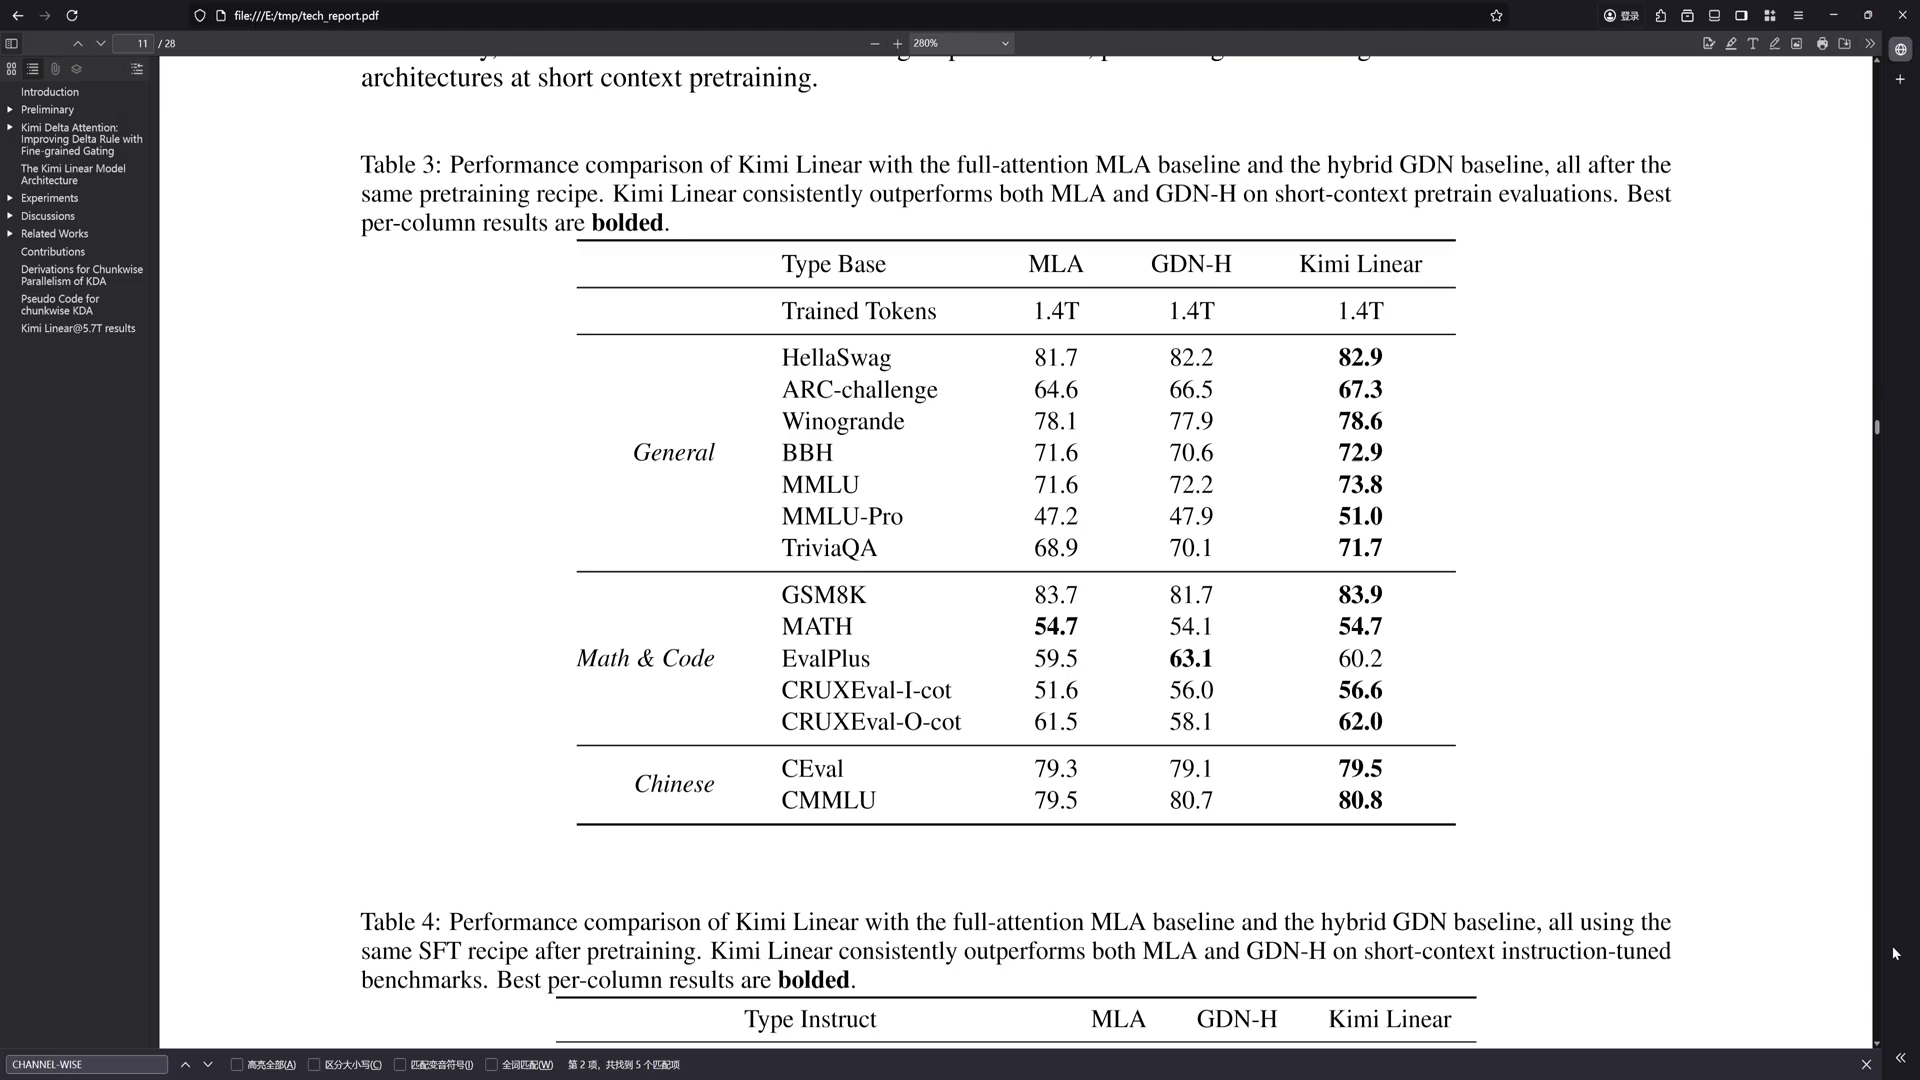 file:///E:/tmp/tech_report.pdf
登录
11 / 28
280%
Introduction
Preliminary
Kimi Delta Attention:
Improving Delta Rule with
Fine-grained Gating
The Kimi Linear Model
Architecture
Experiments
Discussions
Related Works
Contributions
Derivations for Chunkwise
Parallelism of KDA
Pseudo Code for
chunkwise KDA
Kimi Linear@5.7T results
architectures at short context pretraining.
Table 3: Performance comparison of Kimi Linear with the full-attention MLA baseline and the hybrid GDN baseline, all after the
same pretraining recipe. Kimi Linear consistently outperforms both MLA and GDN-H on short-context pretrain evaluations. Best
per-column results are bolded.
Type Base MLA GDN-H Kimi Linear
Trained Tokens 1.4T 1.4T 1.4T
HellaSwag 81.7 82.2 82.9
ARC-challenge 64.6 66.5 67.3
Winogrande 78.1 77.9 78.6
General BBH 71.6 70.6 72.9
MMLU 71.6 72.2 73.8
MMLU-Pro 47.2 47.9 51.0
TriviaQA 68.9 70.1 71.7
GSM8K 83.7 81.7 83.9
MATH 54.7 54.1 54.7
Math & Code EvalPlus 59.5 63.1 60.2
CRUXEval-I-cot 51.6 56.0 56.6
CRUXEval-O-cot 61.5 58.1 62.0
Chinese
CEval 79.3 79.1 79.5
CMMLU 79.5 80.7 80.8
Table 4: Performance comparison of Kimi Linear with the full-attention MLA baseline and the hybrid GDN baseline, all using the
same SFT recipe after pretraining. Kimi Linear consistently outperforms both MLA and GDN-H on short-context instruction-tuned
benchmarks. Best per-column results are bolded.
Type Instruct MLA GDN-H Kimi Linear
CHANNEL-WISE 高亮全部(A) 区分大小写(C) 匹配变音符号(I) 全词匹配(W) 第 2 项，共找到 5 个匹配项